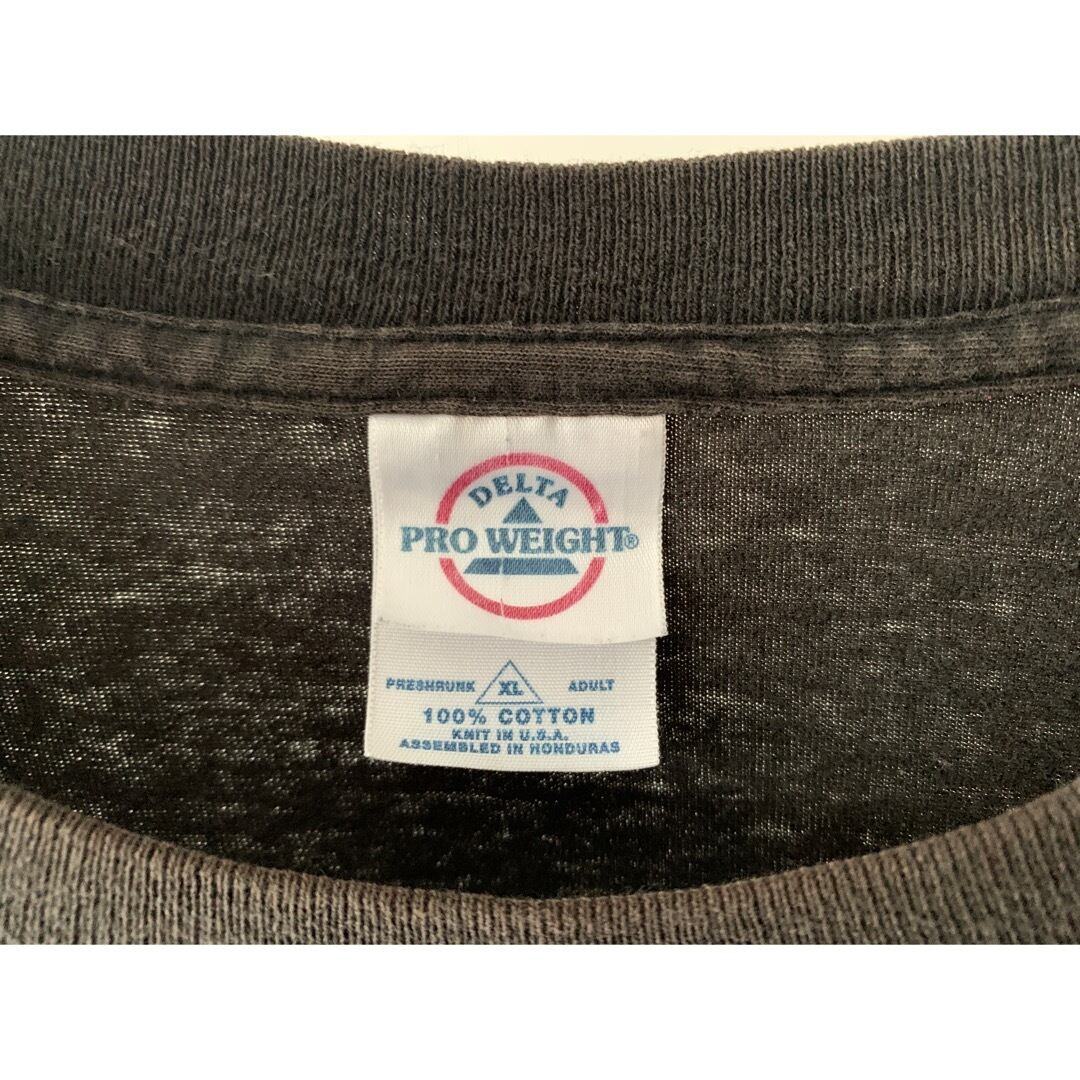 DELTA
PRO WEIGHT®
PRESHRUNK XL ADULT
100% COTTON
KNIT IN U.S.A.
ASSEMBLED IN HONDURAS